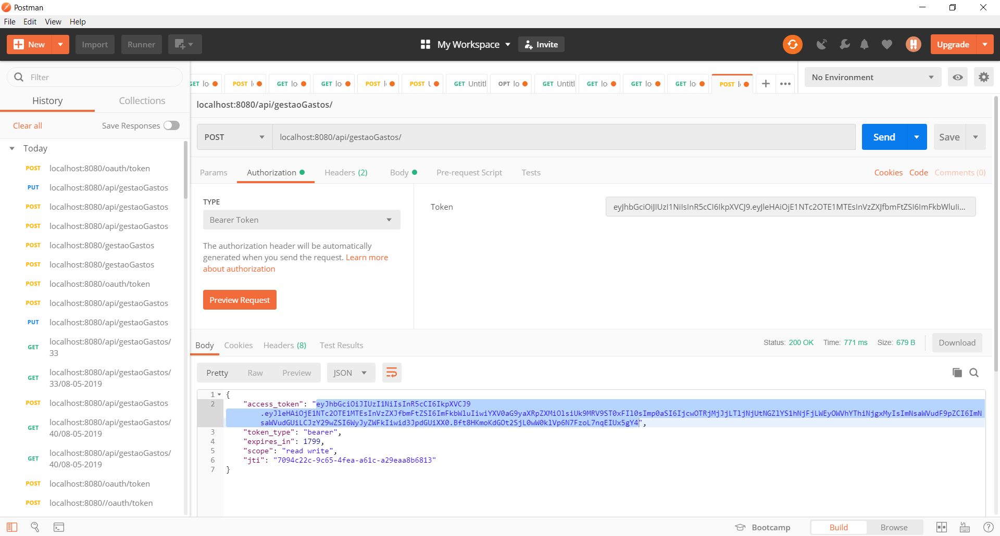 Postman
File Edit View Help
New Import Runner My Workspace Invite Upgrade
Filter
History Collections
Clear all Save Responses
Today
POST localhost:8080/oauth/token
PUT localhost:8080/api/gestaoGastos
POST localhost:8080/api/gestaoGastos
POST localhost:8080/api/gestaoGastos
POST localhost:8080/gestaoGastos
POST localhost:8080/gestaoGastos
POST localhost:8080/oauth/token
POST localhost:8080/api/gestaoGastos
PUT localhost:8080/api/gestaoGastos
GET localhost:8080/api/gestaoGastos/
33
GET localhost:8080/api/gestaoGastos/
33/08-05-2019
POST localhost:8080/api/gestaoGastos
GET localhost:8080/api/gestaoGastos/
40/08-05-2019
GET localhost:8080/api/gestaoGastos/
40/08-05-2019
POST localhost:8080/oauth/token
POST localhost:8080//oauth/token
GET lo POST l GET lo GET lo POST l POST U GET Untitl OPT lo GET Untitl GET lo GET lo GET lo POST l
No Environment
localhost:8080/api/gestaoGastos/
POST localhost:8080/api/gestaoGastos/ Send Save
Params Authorization Headers (2) Body Pre-request Script Tests Cookies Code Comments (0)
TYPE
Bearer Token
The authorization header will be automatically
generated when you send the request. Learn more
about authorization
Preview Request
Token eyJhbGciOiJIUzI1NiIsInR5cCI6IkpXVCJ9.eyJleHAiOjE1NTc2OTE1MTEsInVzZXJfbmFtZSI6ImFkbWluIi...
Body Cookies Headers (8) Test Results Status: 200 OK Time: 771 ms Size: 679 B Download
Pretty Raw Preview JSON
1 {
2 "access_token": "eyJhbGciOiJIUzI1NiIsInR5cCI6IkpXVCJ9
.eyJleHAiOjE1NTc2OTE1MTEsInVzZXJfbmFtZSI6ImFkbWluIiwiYXV0aG9yaXRpZXMiOlsiUk9MRV9ST0xFIl0sImp0aSI6IjcwOTRjMjJjLTljNjUtNGZlYS1hNjFjLWEyOWVhYThiNjgxMyIsImNsaWVudF9pZCI6ImN
saWVudGUiLCJzY29wZSI6WyJyZWFkIiwid3JpdGUiXX0.Bft8HKmoKdGOt2SjL0wW0klVp6N7FzoL7nqEIUx5gY4",
3 "token_type": "bearer",
4 "expires_in": 1799,
5 "scope": "read write",
6 "jti": "7094c22c-9c65-4fea-a61c-a29eaa8b6813"
7 }
Bootcamp Build Browse